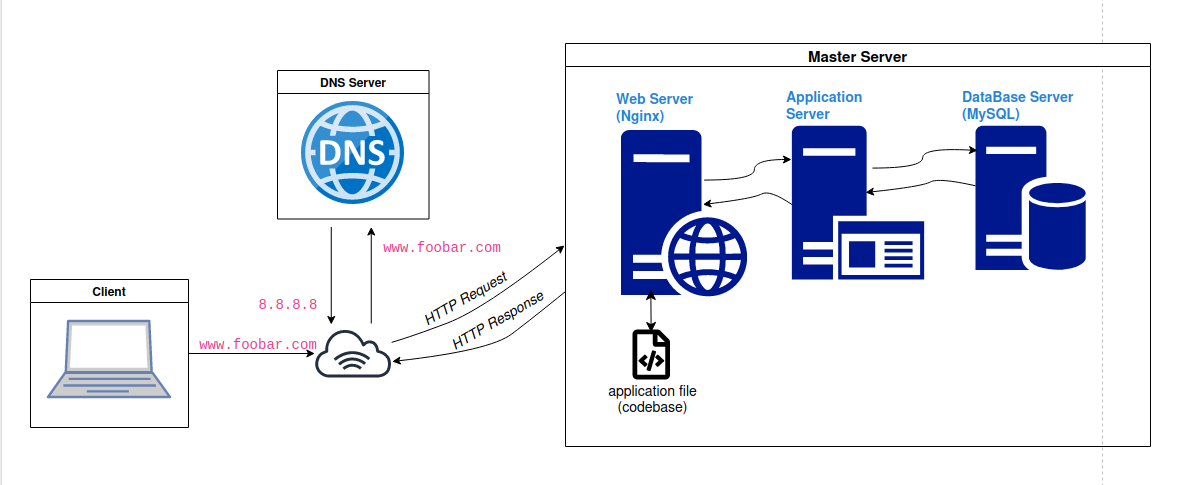 Master Server
DNS Server
DNS
Web Server
(Nginx)
Application
Server
DataBase Server
(MySQL)
www.foobar.com
8.8.8.8
HTTP Request
HTTP Response
Client
www.foobar.com
application file
(codebase)